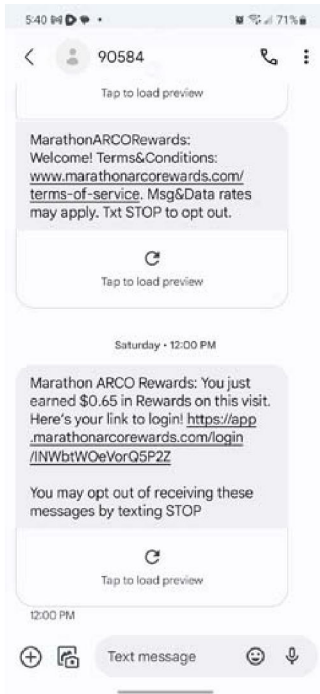 5:40
71%
90584
Tap to load preview
MarathonARCORewards:
Welcome! Terms&Conditions:
www.marathonarcorewards.com/
terms-of-service. Msg&Data rates
may apply. Txt STOP to opt out.
Tap to load preview
Saturday • 12:00 PM
Marathon ARCO Rewards: You just
earned $0.65 in Rewards on this visit.
Here's your link to login! https://app
.marathonarcorewards.com/login
/INWbtWOeVorQ5P2Z
You may opt out of receiving these
messages by texting STOP
Tap to load preview
12:00 PM
Text message